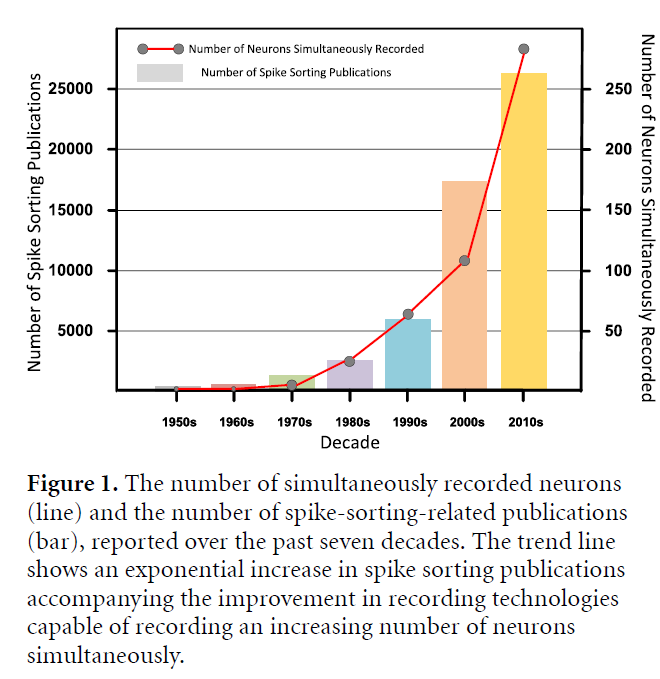 Number of Neurons Simultaneously Recorded
Number of Spike Sorting Publications
Number of Spike Sorting Publications
25000
20000
15000
10000
5000
250
200
150
100
50
Number of Neurons Simultaneously Recorded
1950s 1960s 1970s 1980s 1990s 2000s 2010s
Decade
Figure 1. The number of simultaneously recorded neurons
(line) and the number of spike-sorting-related publications
(bar), reported over the past seven decades. The trend line
shows an exponential increase in spike sorting publications
accompanying the improvement in recording technologies
capable of recording an increasing number of neurons
simultaneously.